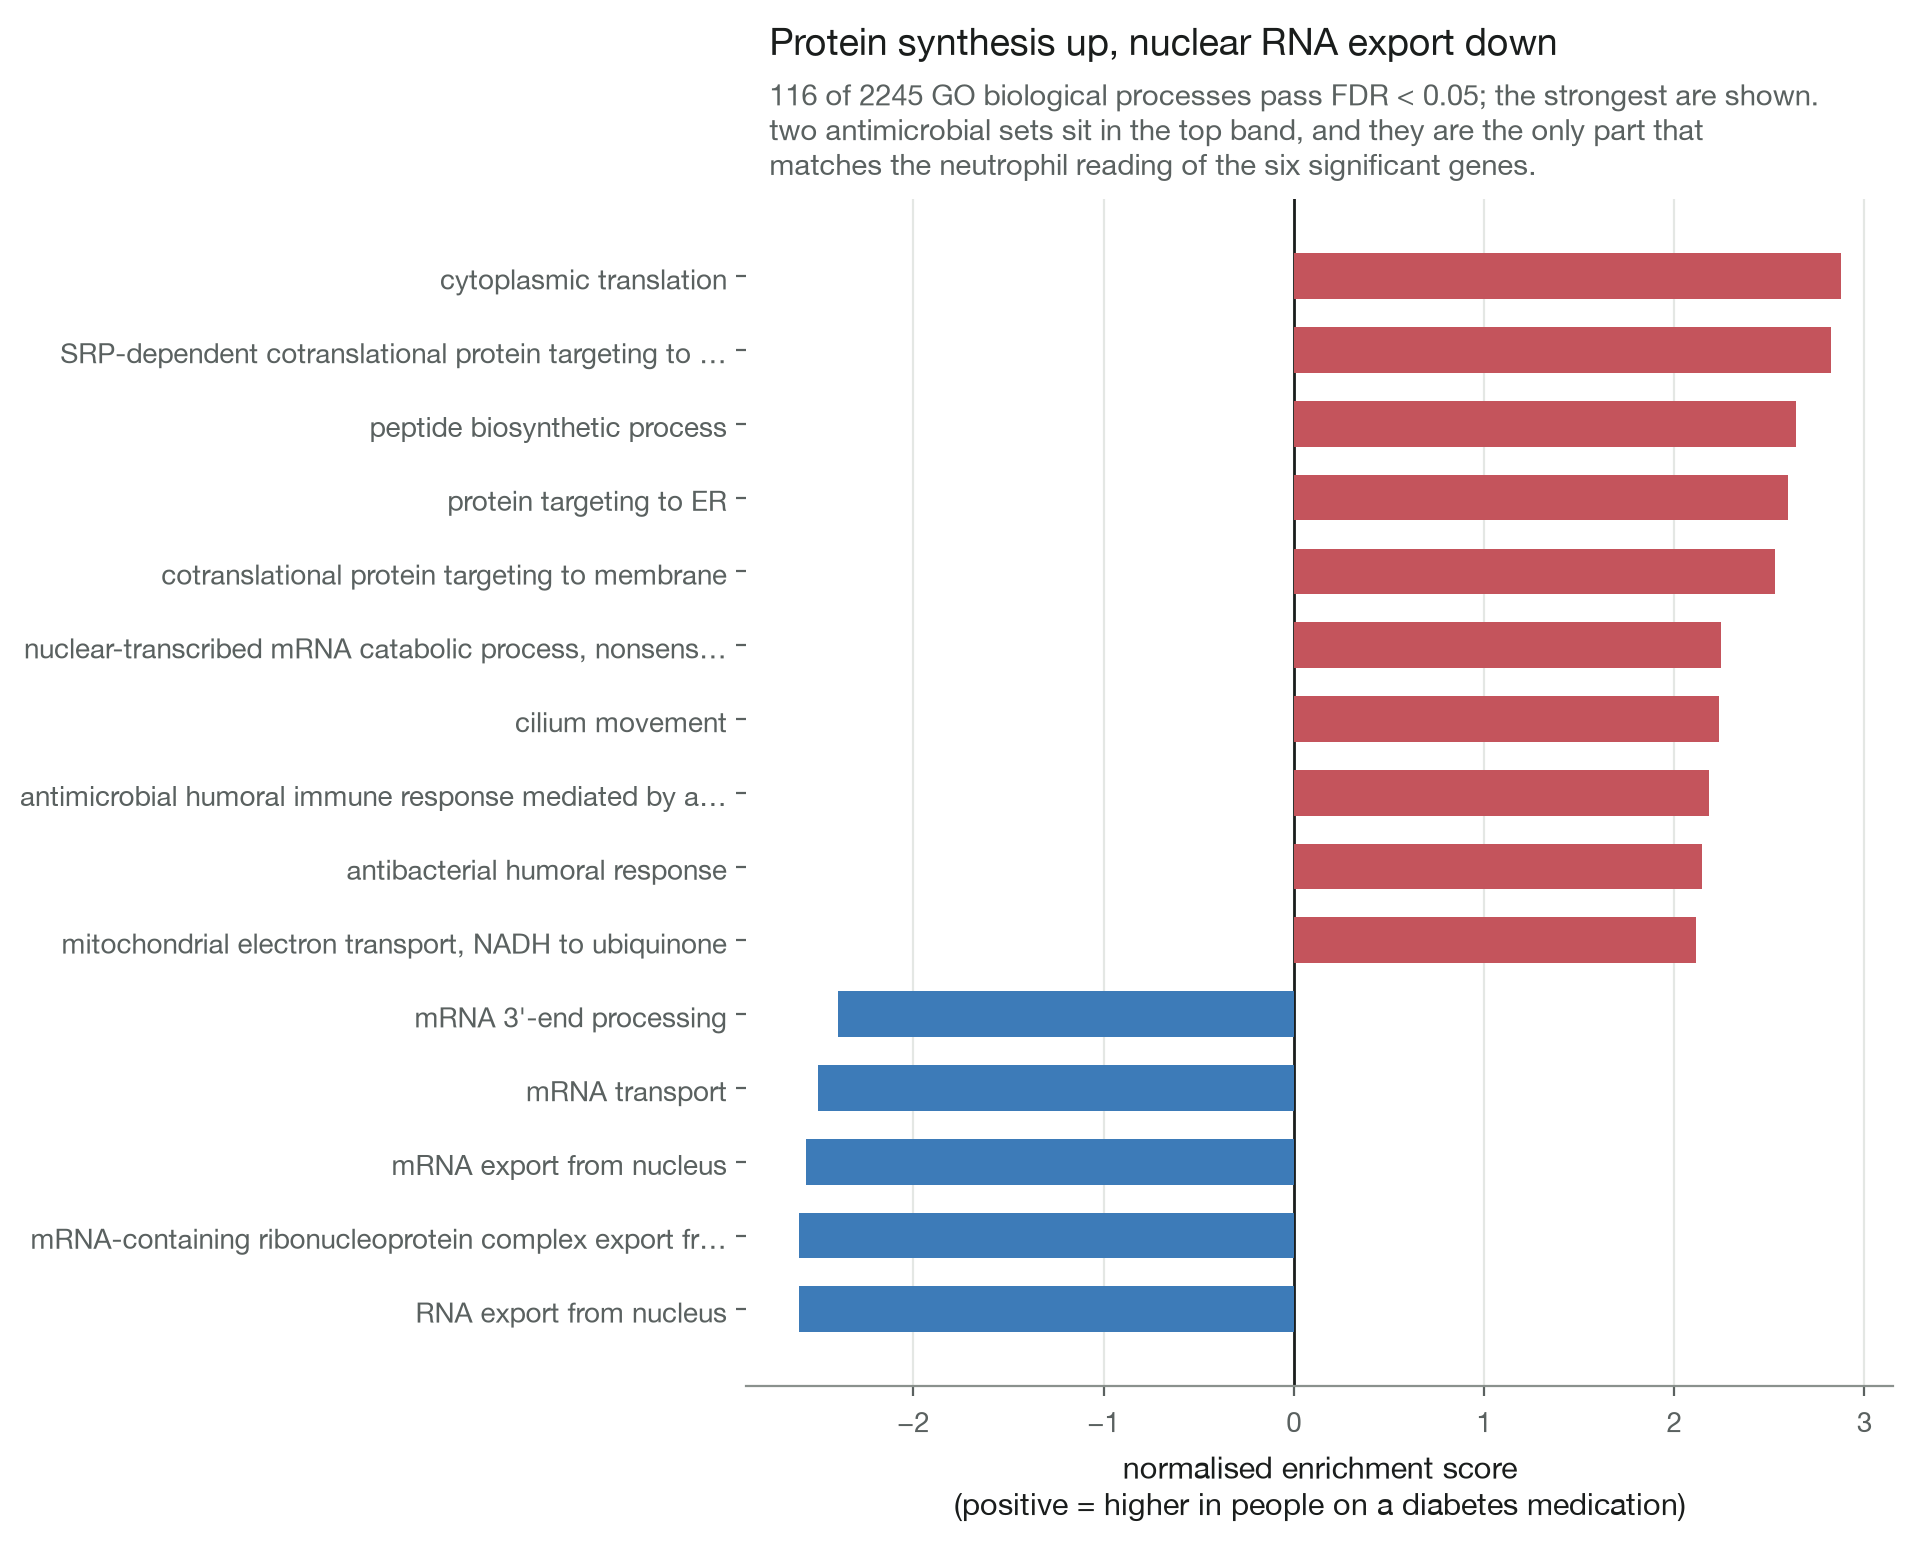 Protein synthesis up, nuclear RNA export down
116 of 2245 GO biological processes pass FDR < 0.05; the strongest are shown.
two antimicrobial sets sit in the top band, and they are the only part that
matches the neutrophil reading of the six significant genes.
cytoplasmic translation
SRP-dependent cotranslational protein targeting to …
peptide biosynthetic process
protein targeting to ER
cotranslational protein targeting to membrane
nuclear-transcribed mRNA catabolic process, nonsens…
cilium movement
antimicrobial humoral immune response mediated by a…
antibacterial humoral response
mitochondrial electron transport, NADH to ubiquinone
mRNA 3'-end processing
mRNA transport
mRNA export from nucleus
mRNA-containing ribonucleoprotein complex export fr…
RNA export from nucleus
−2 −1 0 1 2 3
normalised enrichment score
(positive = higher in people on a diabetes medication)